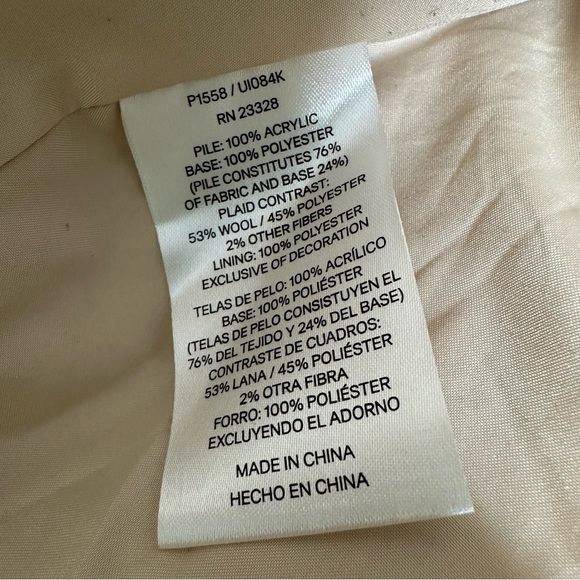 P1558 / UI084K
RN 23328
PILE: 100% ACRYLIC
BASE: 100% POLYESTER
(PILE CONSTITUTES 76%
OF FABRIC AND BASE 24%)
PLAID CONTRAST:
53% WOOL / 45% POLYESTER
2% OTHER FIBERS
LINING: 100% POLYESTER
EXCLUSIVE OF DECORATION
TELAS DE PELO: 100% ACRÍLICO
BASE: 100% POLIÉSTER
(TELAS DE PELO CONSISTUYEN EL
76% DEL TEJIDO Y 24% DEL BASE)
CONTRASTE DE CUADROS:
53% LANA / 45% POLIÉSTER
2% OTRA FIBRA
FORRO: 100% POLIÉSTER
EXCLUYENDO EL ADORNO
MADE IN CHINA
HECHO EN CHINA